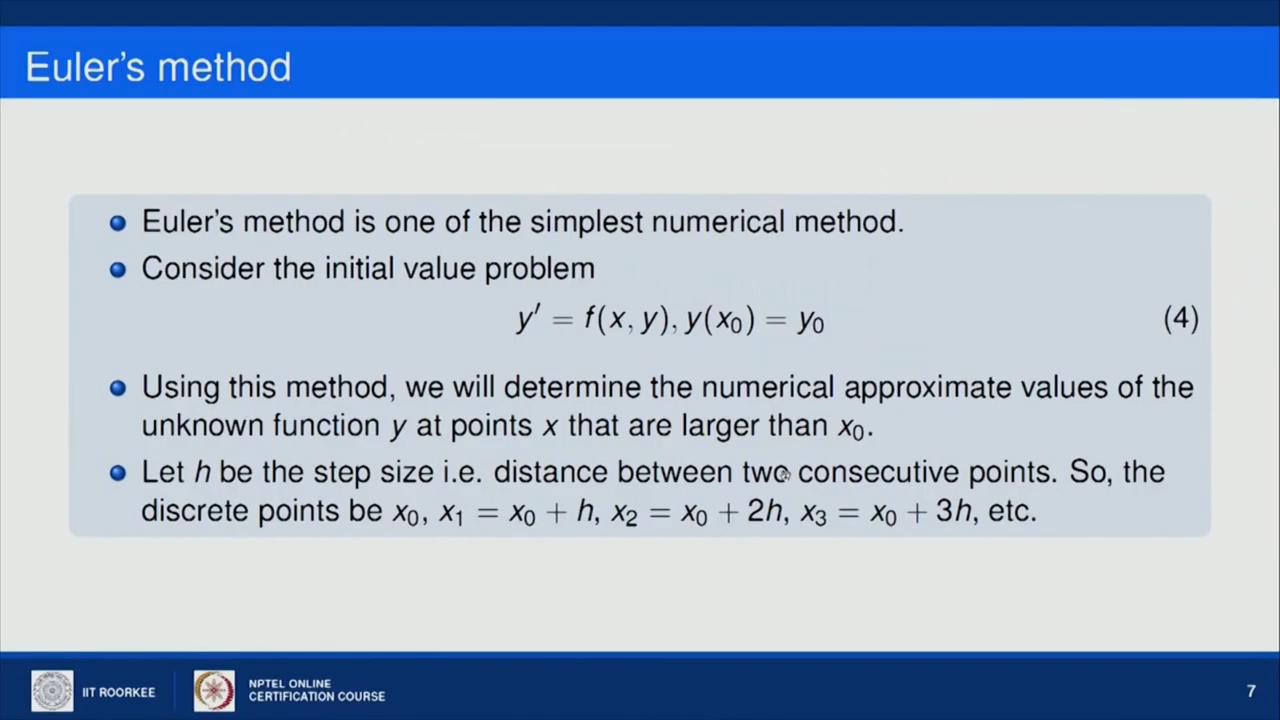 Euler's method
Euler's method is one of the simplest numerical method.
Consider the initial value problem
y′ = f(x, y), y(x₀) = y₀ (4)
Using this method, we will determine the numerical approximate values of the
unknown function y at points x that are larger than x₀.
Let h be the step size i.e. distance between two consecutive points. So, the
discrete points be x₀, x₁ = x₀ + h, x₂ = x₀ + 2h, x₃ = x₀ + 3h, etc.
IIT ROORKEE
NPTEL ONLINE
CERTIFICATION COURSE
7